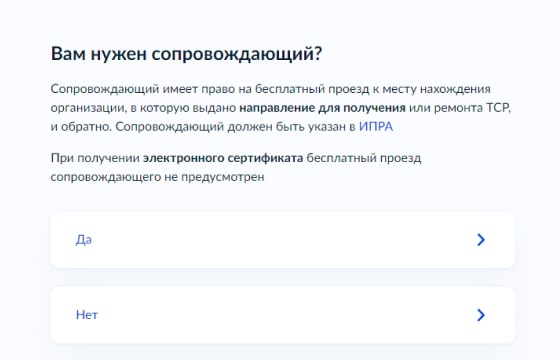 Вам нужен сопровождающий?
Сопровождающий имеет право на бесплатный проезд к месту нахождения
организации, в которую выдано направление для получения или ремонта ТСР,
и обратно. Сопровождающий должен быть указан в ИПРА
При получении электронного сертификата бесплатный проезд
сопровождающего не предусмотрен
Да
Нет